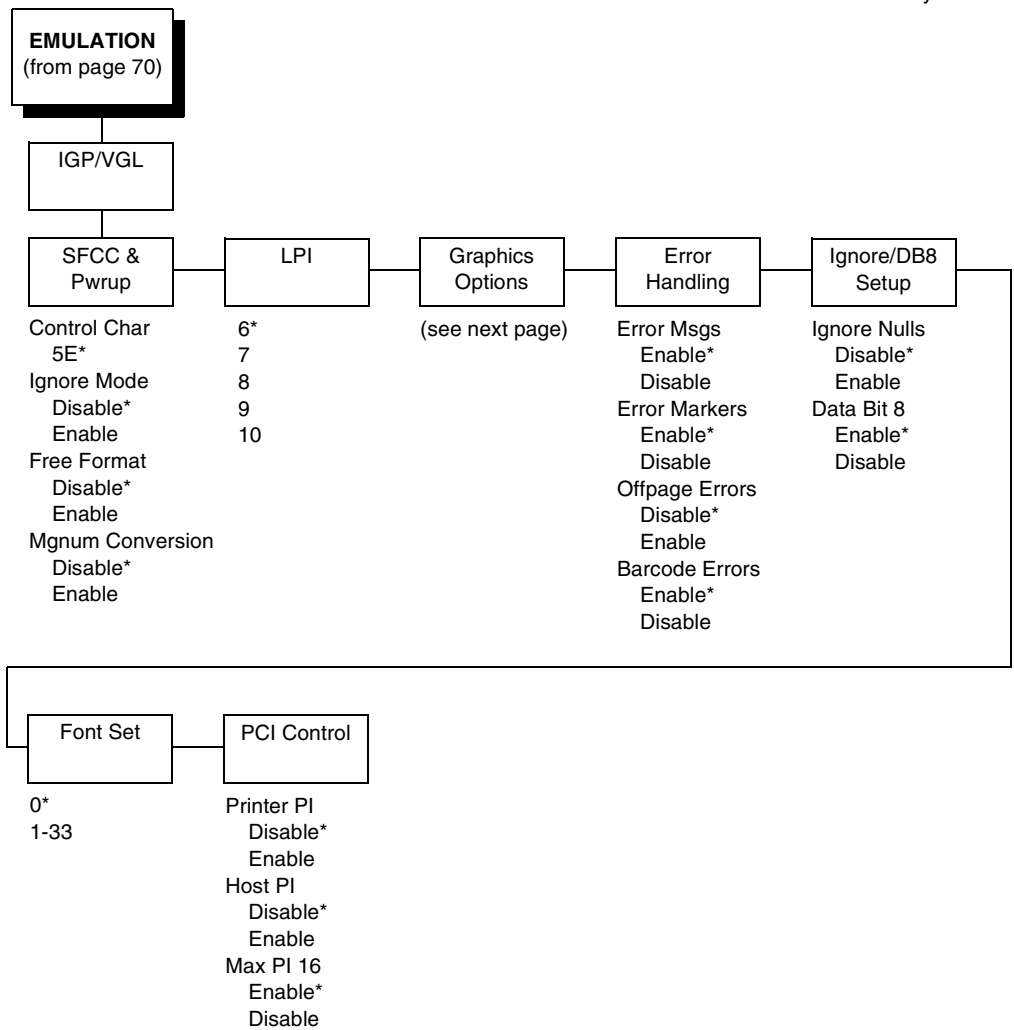 EMULATION
(from page 70)
IGP/VGL
SFCC &
Pwrup
LPI
Graphics
Options
Error
Handling
Ignore/DB8
Setup
Control Char
5E*
Ignore Mode
Disable*
Enable
Free Format
Disable*
Enable
Mgnum Conversion
Disable*
Enable
6*
7
8
9
10
(see next page)
Error Msgs
Enable*
Disable
Error Markers
Enable*
Disable
Offpage Errors
Disable*
Enable
Barcode Errors
Enable*
Disable
Ignore Nulls
Disable*
Enable
Data Bit 8
Enable*
Disable
Font Set
PCI Control
0*
1-33
Printer PI
Disable*
Enable
Host PI
Disable*
Enable
Max PI 16
Enable*
Disable